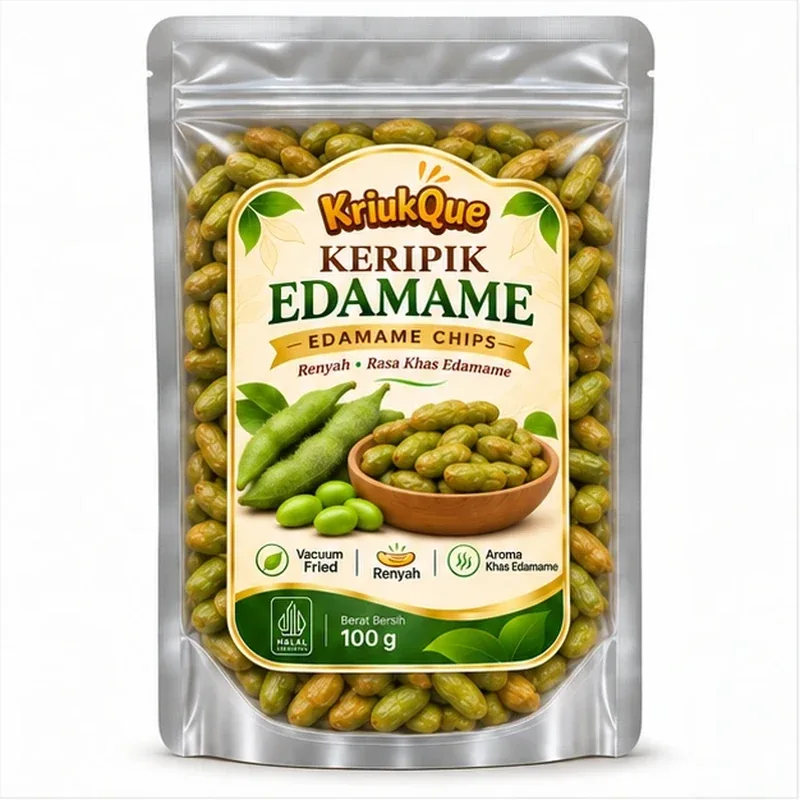 KriukQue
KERIPIK
EDAMAME
EDAMAME CHIPS
Renyah • Rasa Khas Edamame
Vacuum
Fried
Renyah
Aroma
Khas Edamame
HALAL
Berat Bersih
100 g